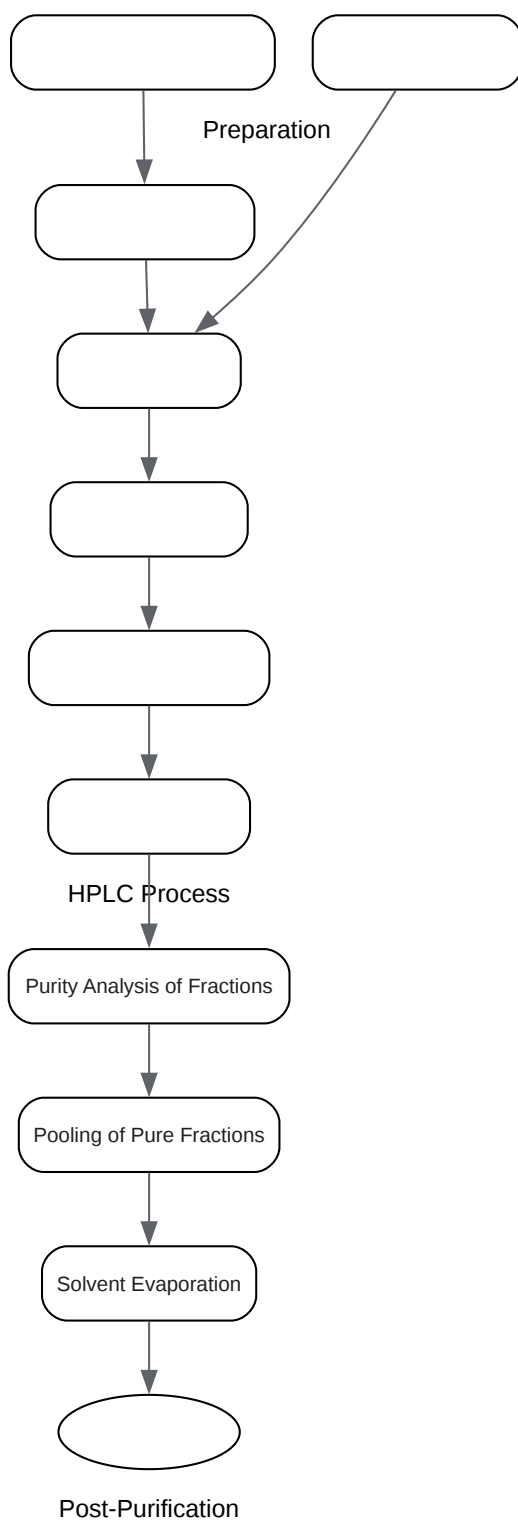 Preparation
HPLC Process
Purity Analysis of Fractions
Pooling of Pure Fractions
Solvent Evaporation
Post-Purification